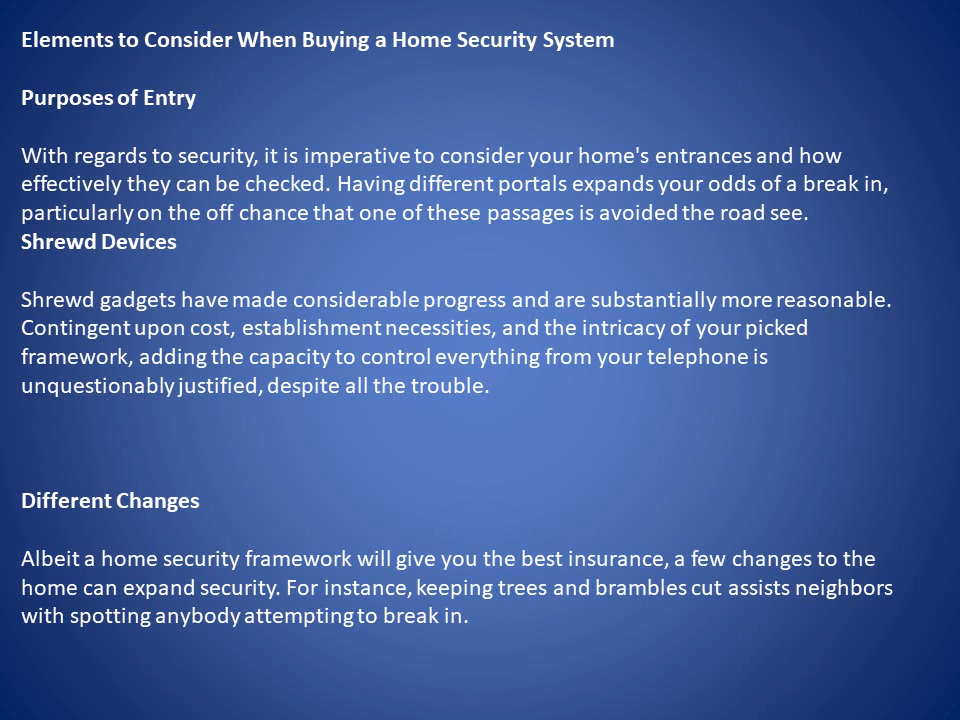 Elements to Consider When Buying a Home Security System
Purposes of Entry
With regards to security, it is imperative to consider your home's entrances and how
effectively they can be checked. Having different portals expands your odds of a break in,
particularly on the off chance that one of these passages is avoided the road see.
Shrewd Devices
Shrewd gadgets have made considerable progress and are substantially more reasonable.
Contingent upon cost, establishment necessities, and the intricacy of your picked
framework, adding the capacity to control everything from your telephone is
unquestionably justified, despite all the trouble.
Different Changes
Albeit a home security framework will give you the best insurance, a few changes to the
home can expand security. For instance, keeping trees and brambles cut assists neighbors
with spotting anybody attempting to break in.